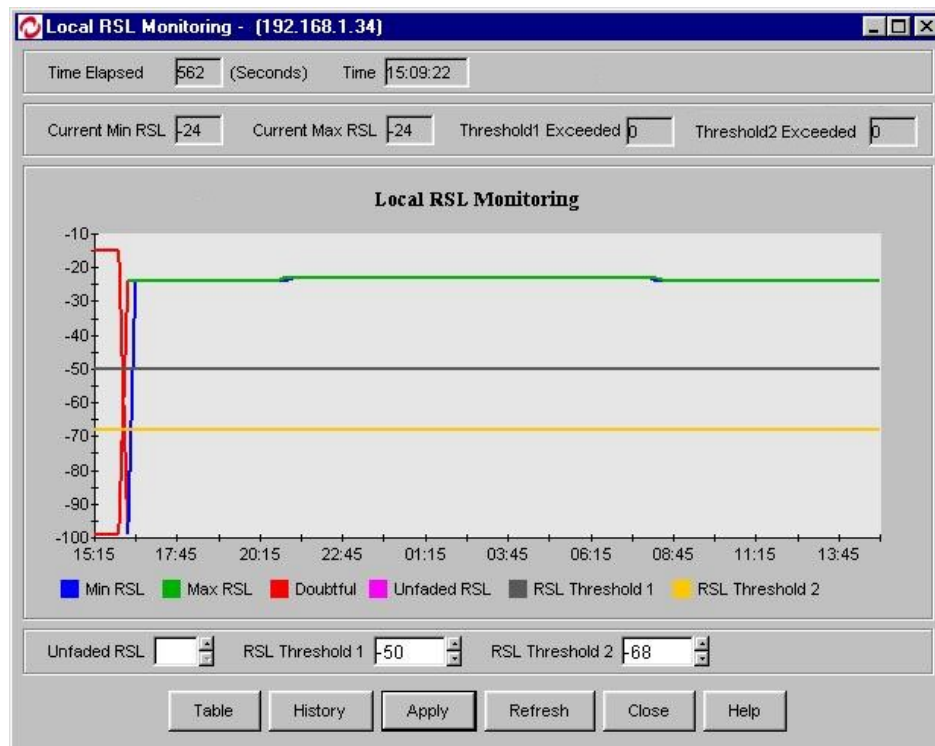 Local RSL Monitoring - (192.168.1.34)
Time Elapsed 562 (Seconds) Time 15:09:22
Current Min RSL -24 Current Max RSL -24 Threshold1 Exceeded 0 Threshold2 Exceeded 0
Local RSL Monitoring
-10
-20
-30
-40
-50
-60
-70
-80
-90
-100
15:15 17:45 20:15 22:45 01:15 03:45 06:15 08:45 11:15 13:45
Min RSL Max RSL Doubtful Unfaded RSL RSL Threshold 1 RSL Threshold 2
Unfaded RSL RSL Threshold 1 -50 RSL Threshold 2 -68
Table History Apply Refresh Close Help